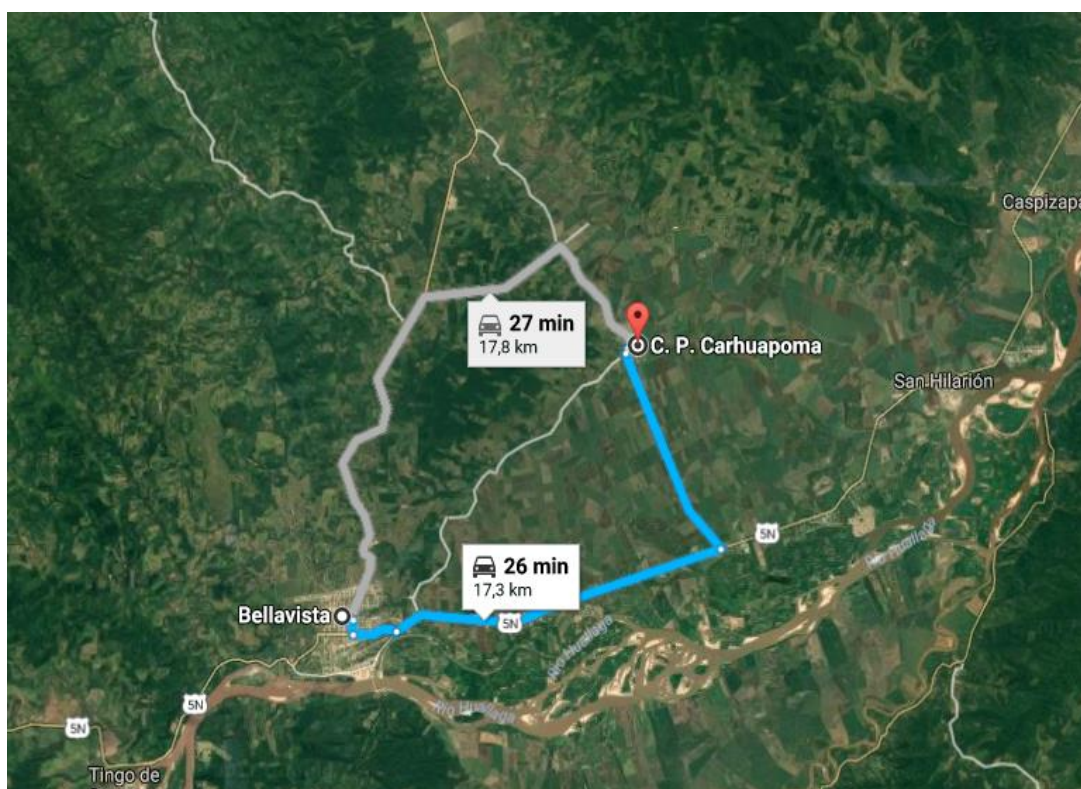 Caspizapa
27 min
17,8 km
C. P. Carhuapoma
San Hilarión
5N
Río Huallaga
26 min
17,3 km
Bellavista
5N
Río Huallaga
5N
Río Huallaga
5N
Tingo de